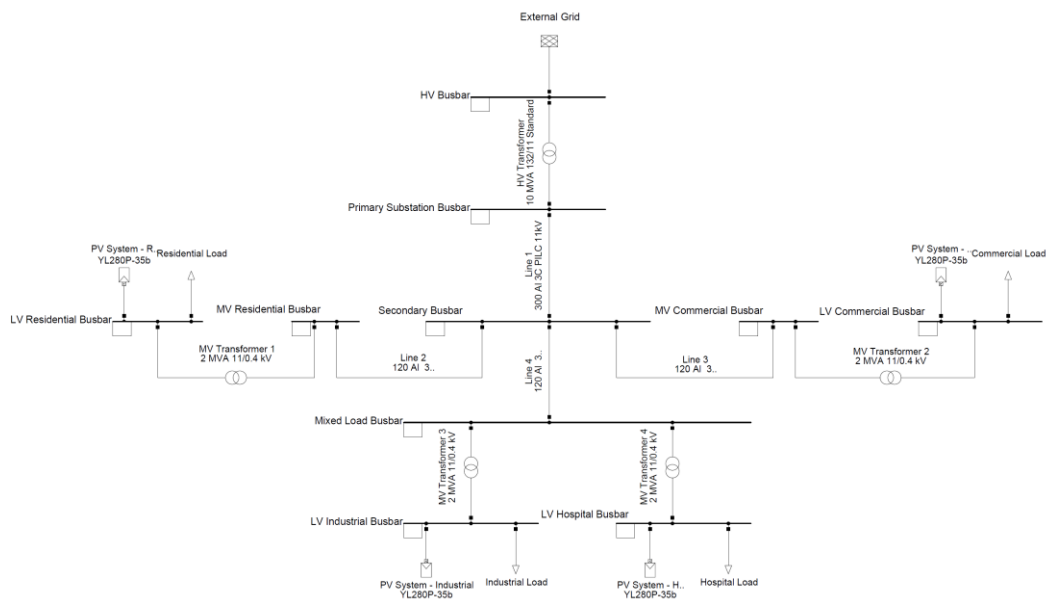 External Grid
HV Busbar
HV Transformer
10 MVA 132/11 Standard
Primary Substation Busbar
Line 1
300 Al 3C PILC 11kV
PV System - R..
YL280P-35b
Residential Load
PV System - ..
YL280P-35b
Commercial Load
LV Residential Busbar
MV Residential Busbar
Secondary Busbar
MV Commercial Busbar
LV Commercial Busbar
MV Transformer 1
2 MVA 11/0.4 kV
Line 2
120 Al 3..
Line 4
120 Al 3..
Line 3
120 Al 3..
MV Transformer 2
2 MVA 11/0.4 kV
Mixed Load Busbar
MV Transformer 3
2 MVA 11/0.4 kV
MV Transformer 4
2 MVA 11/0.4 kV
LV Industrial Busbar
LV Hospital Busbar
PV System - Industrial
YL280P-35b
Industrial Load
PV System - H..
YL280P-35b
Hospital Load